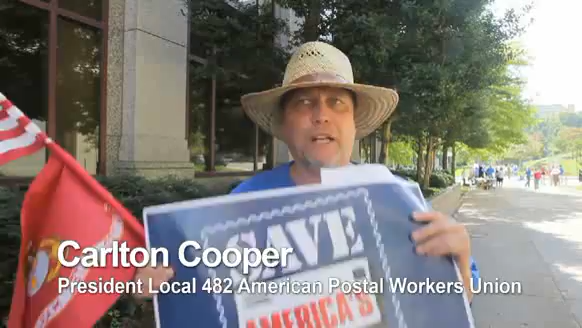 SAVE
AMERICA'S
Carlton Cooper
President Local 482 American Postal Workers Union